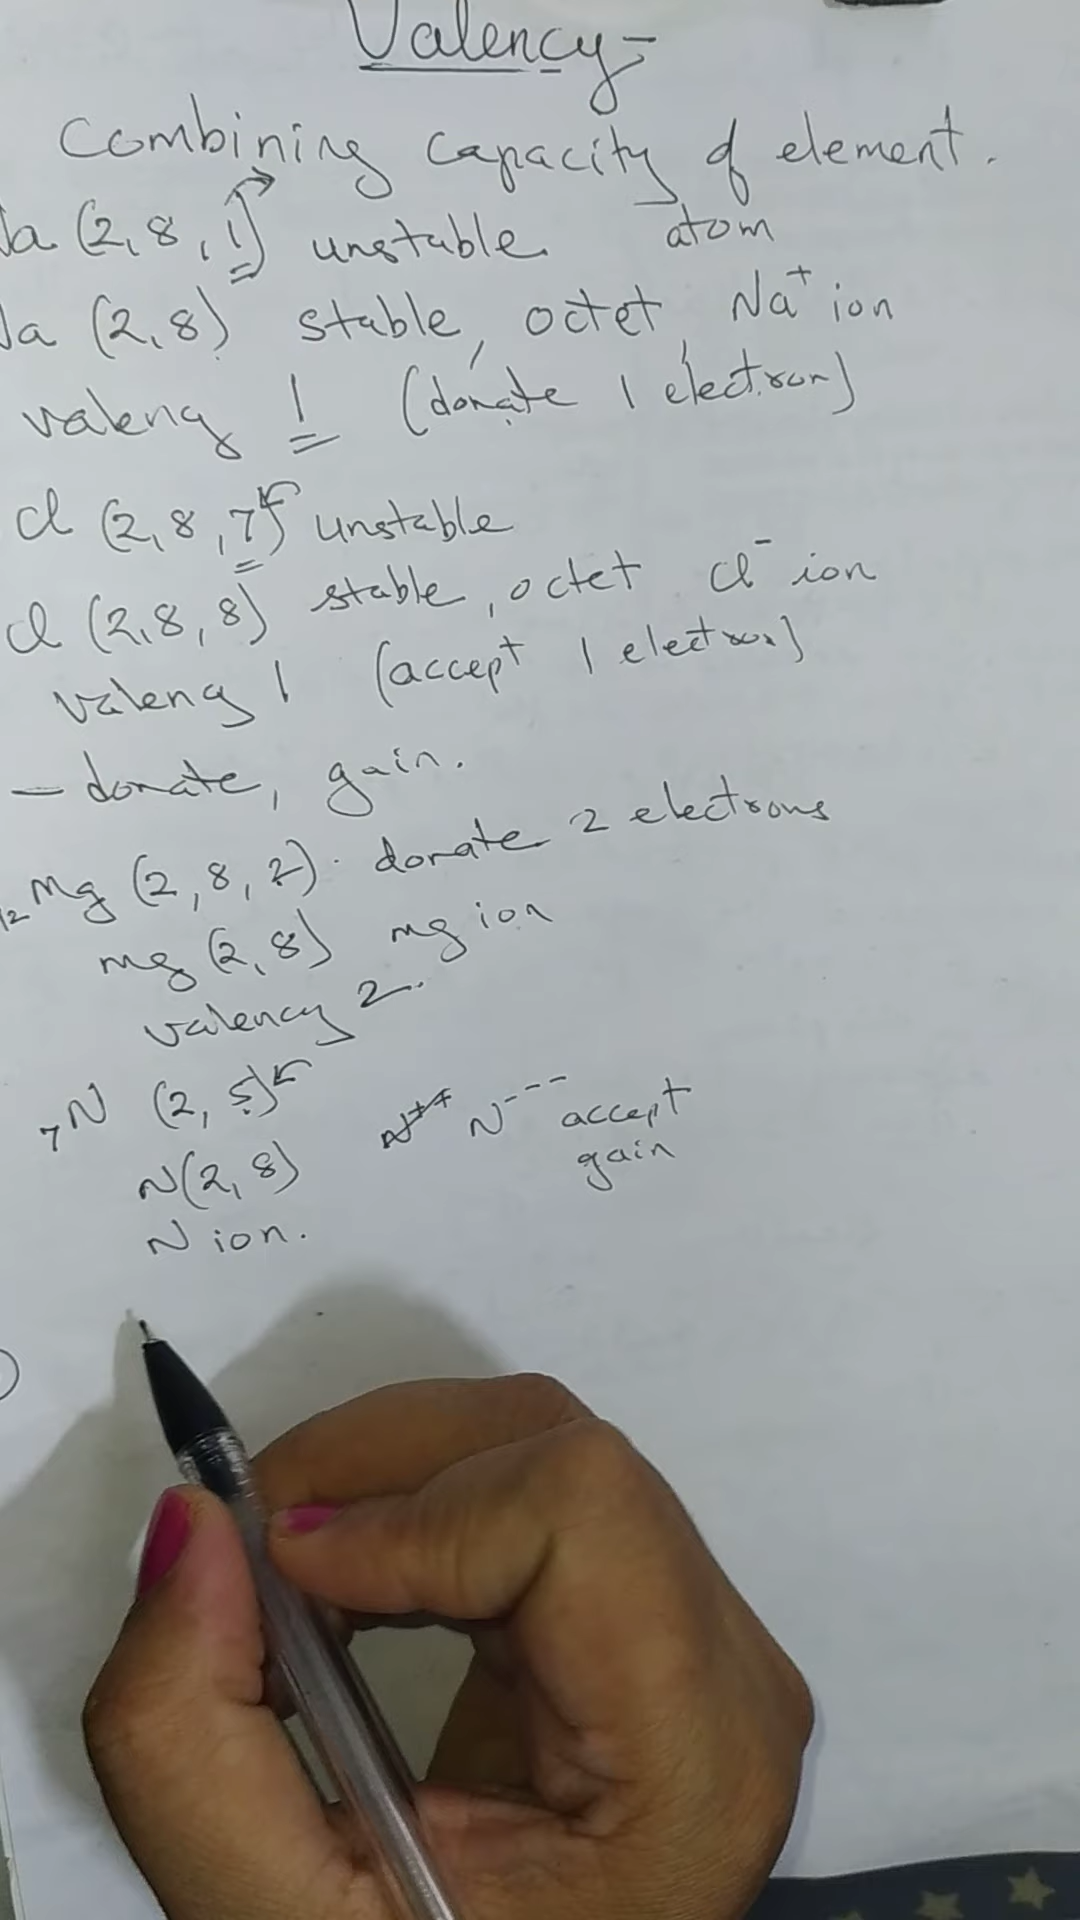 Valency-
Combining capacity of element.
Na (2,8,1) unstable atom
Na (2,8) stable, octet, Na⁺ ion
valency 1 (donate 1 electron)
Cl (2,8,7) unstable
Cl (2,8,8) stable, octet Cl⁻ ion
valency 1 (accept 1 electron)
- donate, gain.
12Mg (2,8,2). donate 2 electrons
mg (2,8) mg ion
valency 2.
7N (2,5) N--- accept
gain
N(2,8)
N ion.